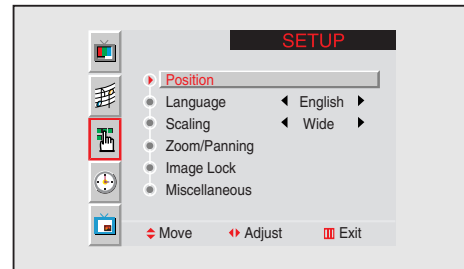 SETUP
Position
Language English
Scaling Wide
Zoom/Panning
Image Lock
Miscellaneous
Move Adjust Exit